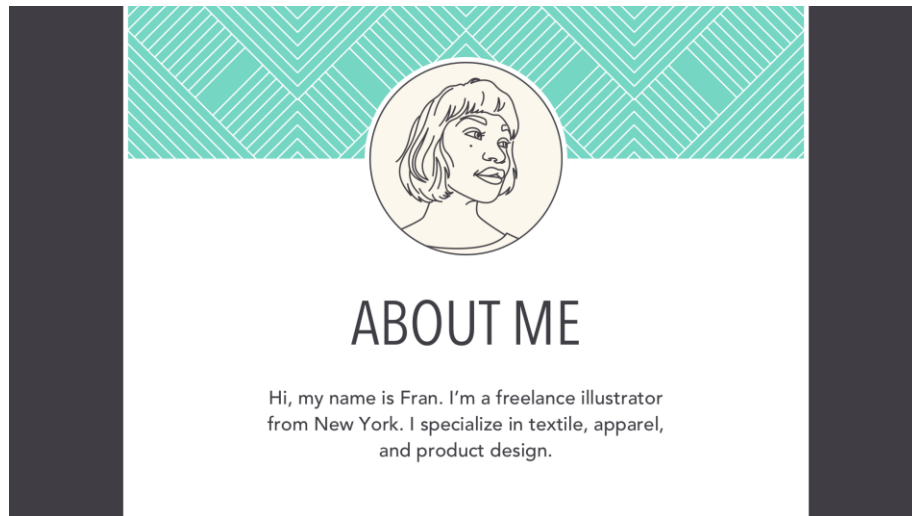 ABOUT ME
Hi, my name is Fran. I’m a freelance illustrator
from New York. I specialize in textile, apparel,
and product design.